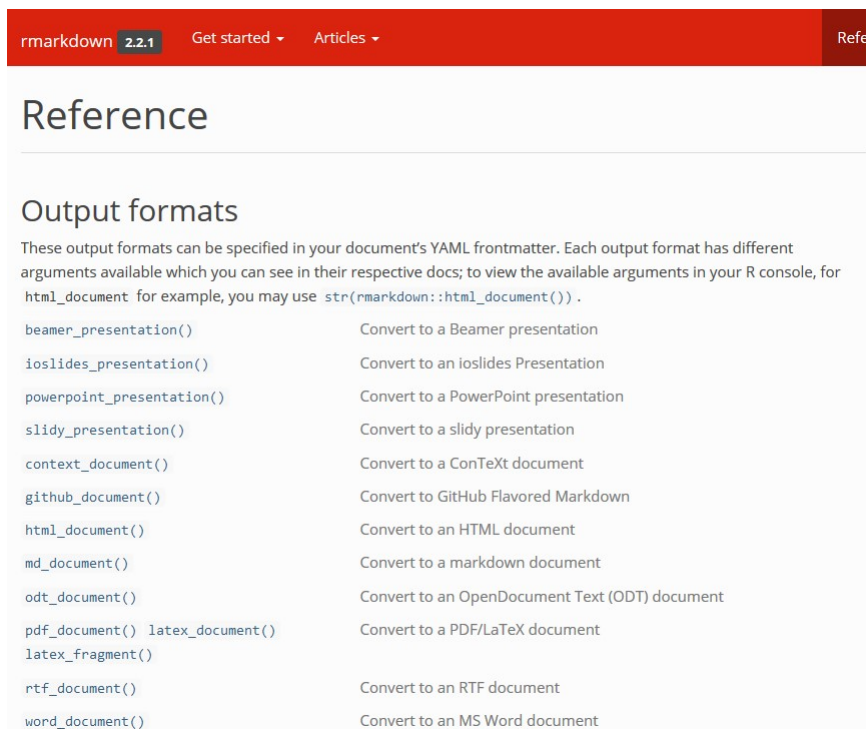 rmarkdown 2.2.1 Get started Articles
Reference
Output formats
These output formats can be specified in your document's YAML frontmatter. Each output format has different
arguments available which you can see in their respective docs; to view the available arguments in your R console, for
html_document for example, you may use str(rmarkdown::html_document()).
beamer_presentation() Convert to a Beamer presentation
ioslides_presentation() Convert to an ioslides Presentation
powerpoint_presentation() Convert to a PowerPoint presentation
slidy_presentation() Convert to a slidy presentation
context_document() Convert to a ConTeXt document
github_document() Convert to GitHub Flavored Markdown
html_document() Convert to an HTML document
md_document() Convert to a markdown document
odt_document() Convert to an OpenDocument Text (ODT) document
pdf_document() latex_document() Convert to a PDF/LaTeX document
latex_fragment()
rtf_document() Convert to an RTF document
word_document() Convert to an MS Word document